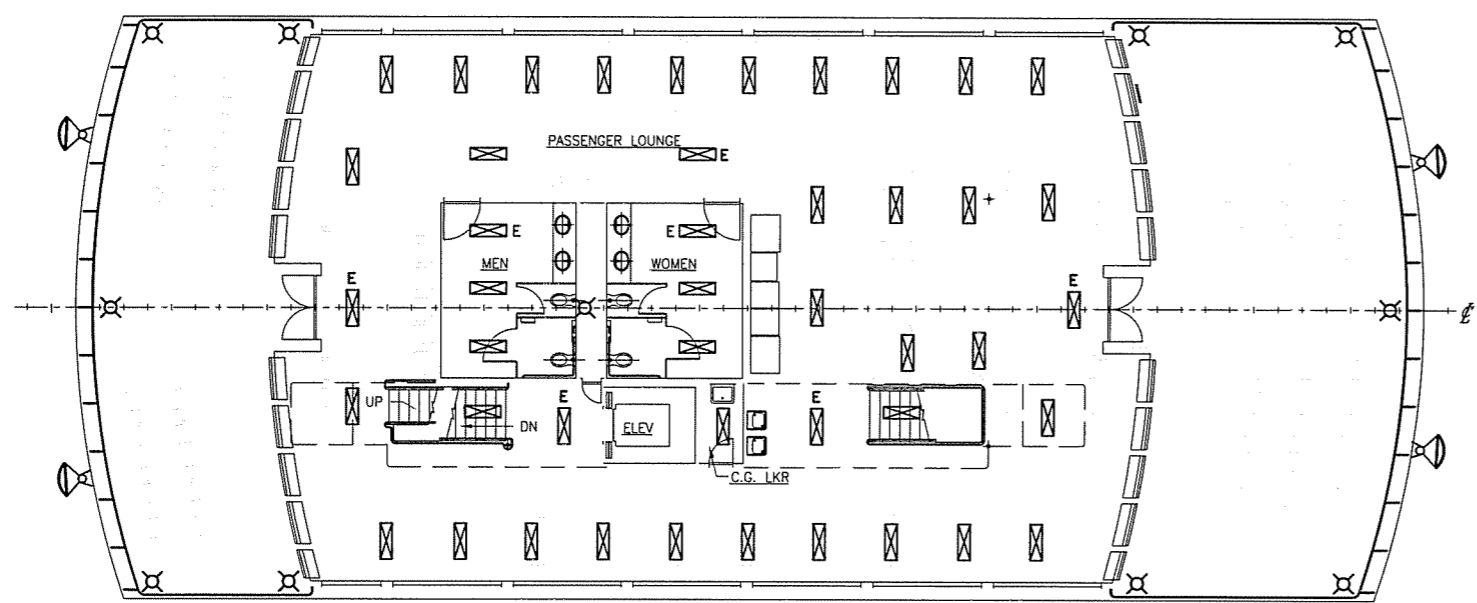 PASSENGER LOUNGE
E
E
E
MEN
WOMEN
E
E
℄
UP
DN
E
ELEV
E
C.G. LKR